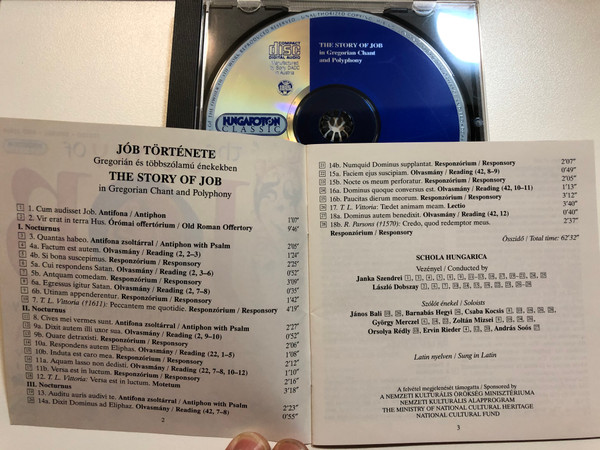 COMPACT
disc
DIGITAL AUDIO
THE STORY OF JOB
in Gregorian Chant
and Polyphony
HUNGAROTON
CLASSIC
JÓB TÖRTÉNETE
Gregorián és többszólamú énekekben
THE STORY OF JOB
in Gregorian Chant and Polyphony
1 1. Cum audisset Job. Antifona / Antiphon 1'07"
2 2. Vir erat in terra Hus. Órómai offertórium / Old Roman Offertory 9'46"
I. Nocturnus
3. Quantas habeo. Antifóna zsoltárral / Antiphon with Psalm 2'05"
4a. Factum est autem. Olvasmány / Reading (2, 2–3) 1'24"
4b. Si bona suscepimus. Responzórium / Responsory 2'25"
5a. Cui respondens Satan. Olvasmány / Reading (2, 3–6) 0'52"
5b. Antquam comedam. Responzórium / Responsory 3'09"
6a. Egressus igitur Satan. Olvasmány / Reading (2, 7–8)
6b. Utinam appenderentur. Responzórium / Responsory 1'42"
7. T. L. Vitoria (†1611): Peccantem me quotidie. Responzórium / Responsory 4'19"
II. Nocturnus
8. Cives mei vermes sunt. Antifóna zsoltárral / Antiphon with Psalm 2'27"
9a. Dixit autem illi uxor sua. Olvasmány / Reading (2, 9–10) 0'52"
9b. Quare detraxisti. Responzórium / Responsory 2'06"
10a. Respondens autem Eliphas. Olvasmány / Reading (22, 1–5) 1'08"
10b. Induta est caro mea. Responzórium / Responsory 2'34"
11a. Aquam lasso non dedisti. Olvasmány / Reading (22, 7–8, 10–12) 2'12"
11b. Versa est in luctum. Responzórium / Responsory 1'10"
12. T. L. Vitoria: Versa est in luctum. Motetum 2'16"
III. Nocturnus 3'18"
13. Auditu auris audivi te. Antifóna zsoltárral / Antiphon with Psalm
14a. Dixit Dominus ad Eliphaz. Olvasmány / Reading (42, 7–8) 2'23"
0'55"
2
14b. Numquid Dominus supplantat. Responzórium / Responsory 2'07"
15a. Faciem ejus suscipiam. Olvasmány / Reading (42, 8–9) 0'49"
15b. Nocte os meum perforatur. Responzórium / Responsory 2'05"
16a. Dominus quoque conversus est. Olvasmány / Reading (42, 10–11) 1'13"
16b. Paucitas dierum meorum. Responzórium / Responsory 3'12"
17. T. L. Vitoria: Tædet animam meam. Lectio 3'40"
18a. Dominus autem benedixit. Olvasmány / Reading (42, 12) 0'40"
18b. R. Parsons (†1570): Credo, quod redemptor meus. 2'37"
Responzórium / Responsory
Összidő / Total time: 62'32"
SCHOLA HUNGARICA
Vezényel / Conducted by
Janka Szendrei
László Dobszay
Szólót énekel / Soloists
János Bali Barnabás Hegyi Csaba Kocsis
György Merczel Zoltán Mizsei
Orsolya Rédly Ervin Rieder András Soós
Latin nyelven / Sung in Latin
A felvétel megjelenését támogatta / Sponsored by
A NEMZETI KULTURÁLIS ÖRÖKSÉG MINISZTÉRIUMA
NEMZETI KULTURÁLIS ALAPPROGRAM
THE MINISTRY OF NATIONAL CULTURAL HERITAGE
NATIONAL CULTURAL FUND
3